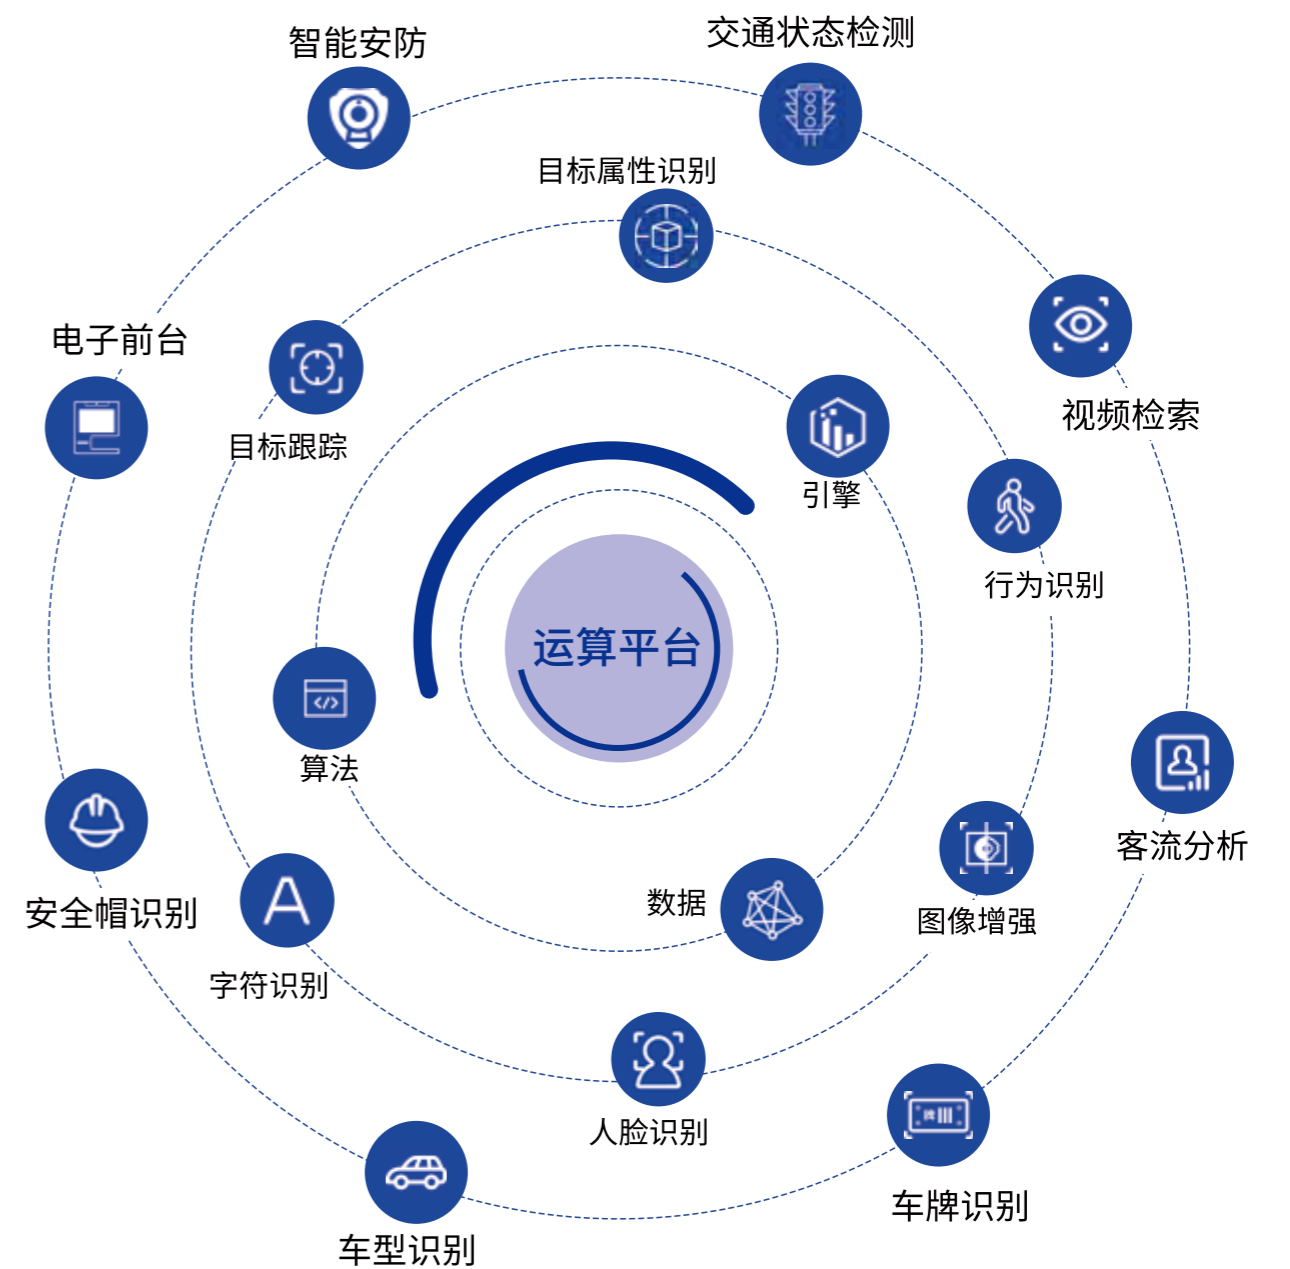 智能安防
交通状态检测
目标属性识别
电子前台
目标跟踪
视频检索
引擎
行为识别
运算平台
算法
客流分析
安全帽识别
数据
图像增强
字符识别
人脸识别
车牌识别
车型识别